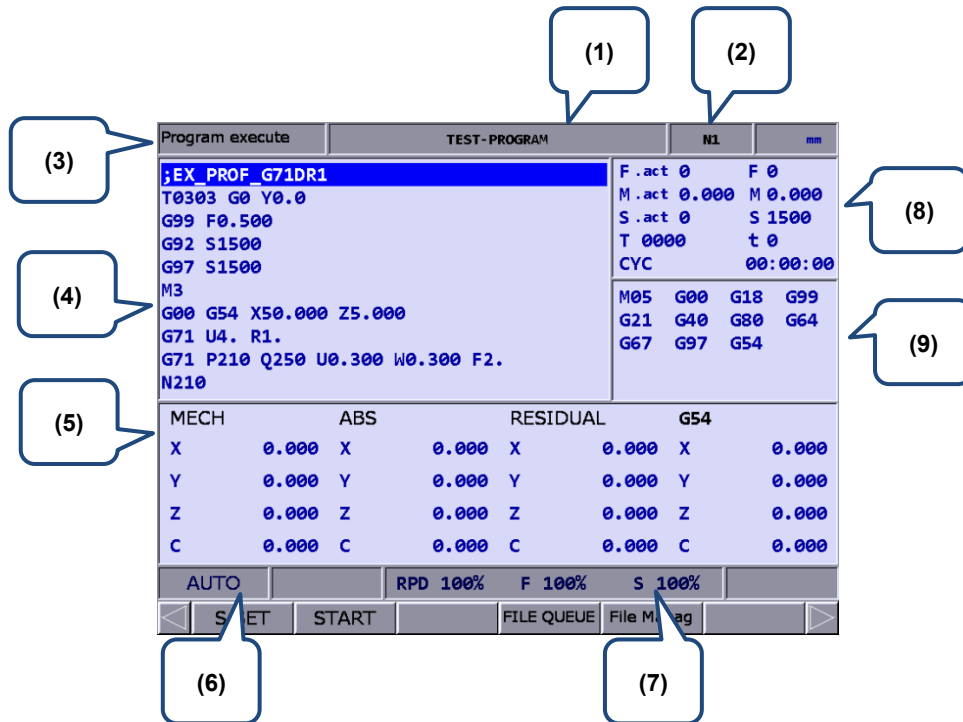 (1) (2)
(3)
Program execute TEST-PROGRAM N1 mm
;EX_PROF_G71DR1
T0303 G0 Y0.0
G99 F0.500
G92 S1500
G97 S1500
M3
G00 G54 X50.000 Z5.000
G71 U4. R1.
G71 P210 Q250 U0.300 W0.300 F2.
N210
(4)
F.act 0 F 0
M.act 0.000 M 0.000
S.act 0 S 1500
T 0000 t 0
CYC 00:00:00
(8)
M05 G00 G18 G99
G21 G40 G80 G64
G67 G97 G54
(9)
(5)
MECH ABS RESIDUAL G54
X 0.000 X 0.000 X 0.000 X 0.000
Y 0.000 Y 0.000 Y 0.000 Y 0.000
Z 0.000 Z 0.000 Z 0.000 Z 0.000
C 0.000 C 0.000 C 0.000 C 0.000
AUTO RPD 100% F 100% S 100%
START FILE QUEUE File
(6) (7)